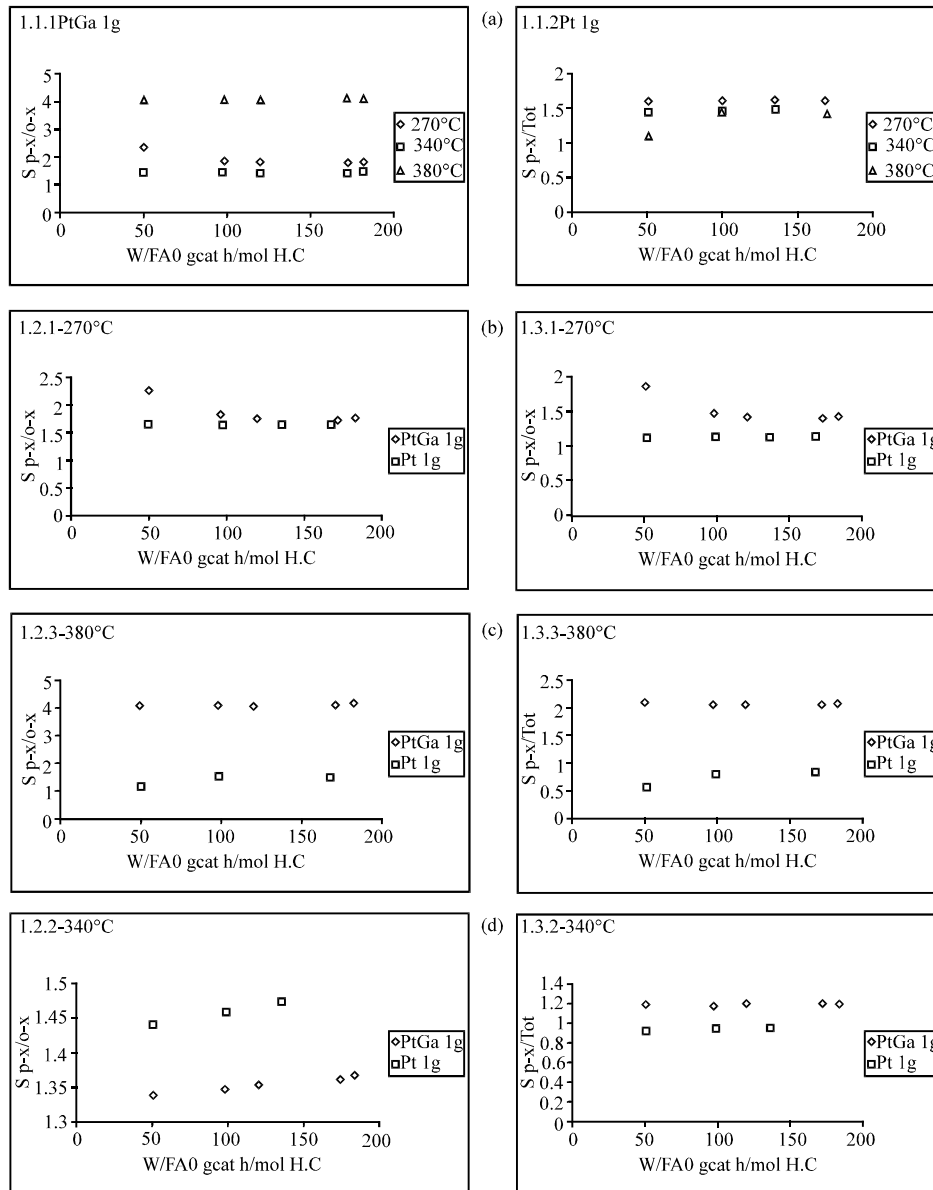 1.1.1PtGa 1g
(a)
1.1.2Pt 1g
S p-x/o-x
5
4
3
2
1
0
0 50 100 150 200
W/FA0 gcat h/mol H.C
270°C
340°C
380°C
S p-x/Tot
2
1.5
1
0.5
0
0 50 100 150 200
W/FA0 gcat h/mol H.C
270°C
340°C
380°C
1.2.1-270°C
(b)
1.3.1-270°C
S p-x/o-x
2.5
2
1.5
1
0.5
0
0 50 100 150 200
W/FA0 gcat h/mol H.C
PtGa 1g
Pt 1g
S p-x/o-x
2
1.5
1
0.5
0
0 50 100 150 200
W/FA0 gcat h/mol H.C
PtGa 1g
Pt 1g
1.2.3-380°C
(c)
1.3.3-380°C
S p-x/o-x
5
4
3
2
1
0
0 50 100 150 200
W/FA0 gcat h/mol H.C
PtGa 1g
Pt 1g
S p-x/Tot
2.5
2
1.5
1
0.5
0
0 50 100 150 200
W/FA0 gcat h/mol H.C
PtGa 1g
Pt 1g
1.2.2-340°C
(d)
1.3.2-340°C
S p-x/o-x
1.5
1.45
1.4
1.35
1.3
0 50 100 150 200
W/FA0 gcat h/mol H.C
PtGa 1g
Pt 1g
S p-x/Tot
1.4
1.2
1
0.8
0.6
0.4
0.2
0
0 50 100 150 200
W/FA0 gcat h/mol H.C
PtGa 1g
Pt 1g